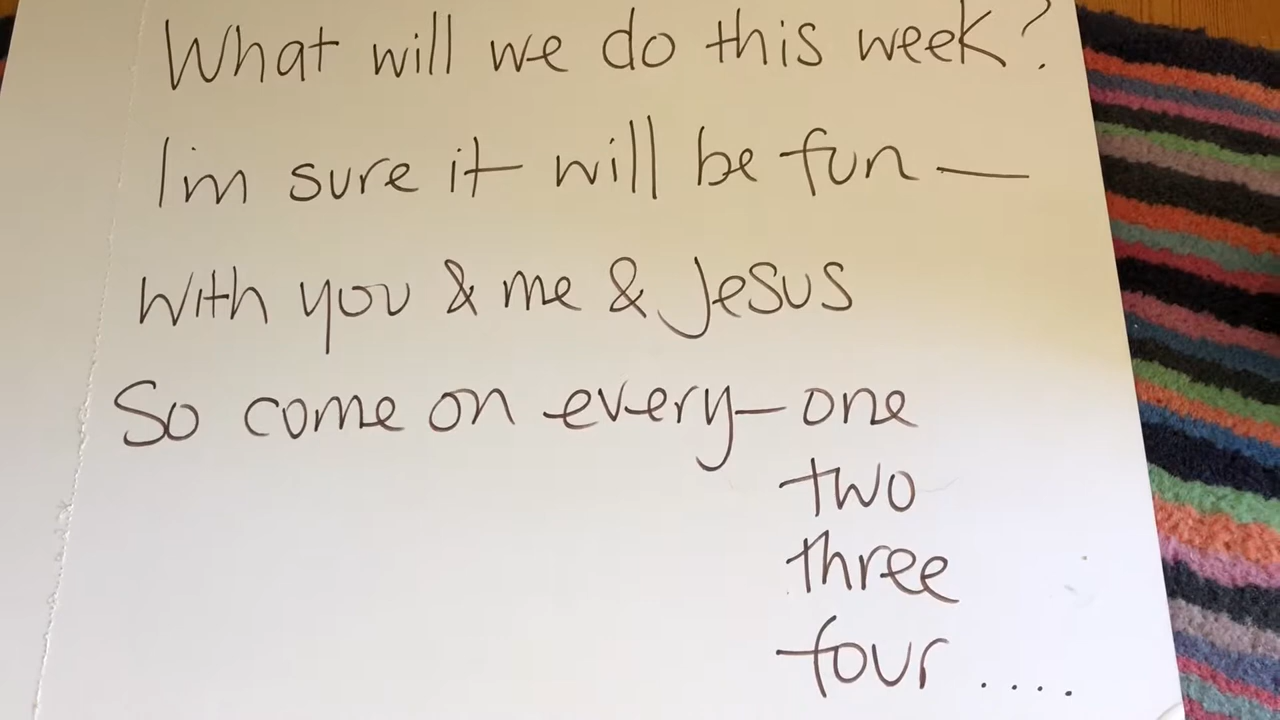 What will we do this week?
I'm sure it will be fun —
With you & me & Jesus
So come on every-one
two
three
four ....